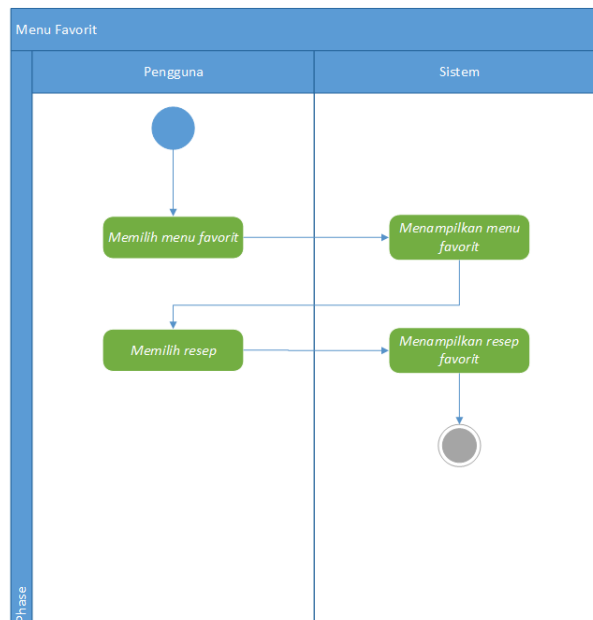 Menu Favorit
Pengguna
Sistem
Memilih menu favorit
Menampilkan menu
favorit
Memilih resep
Menampilkan resep
favorit
Phase